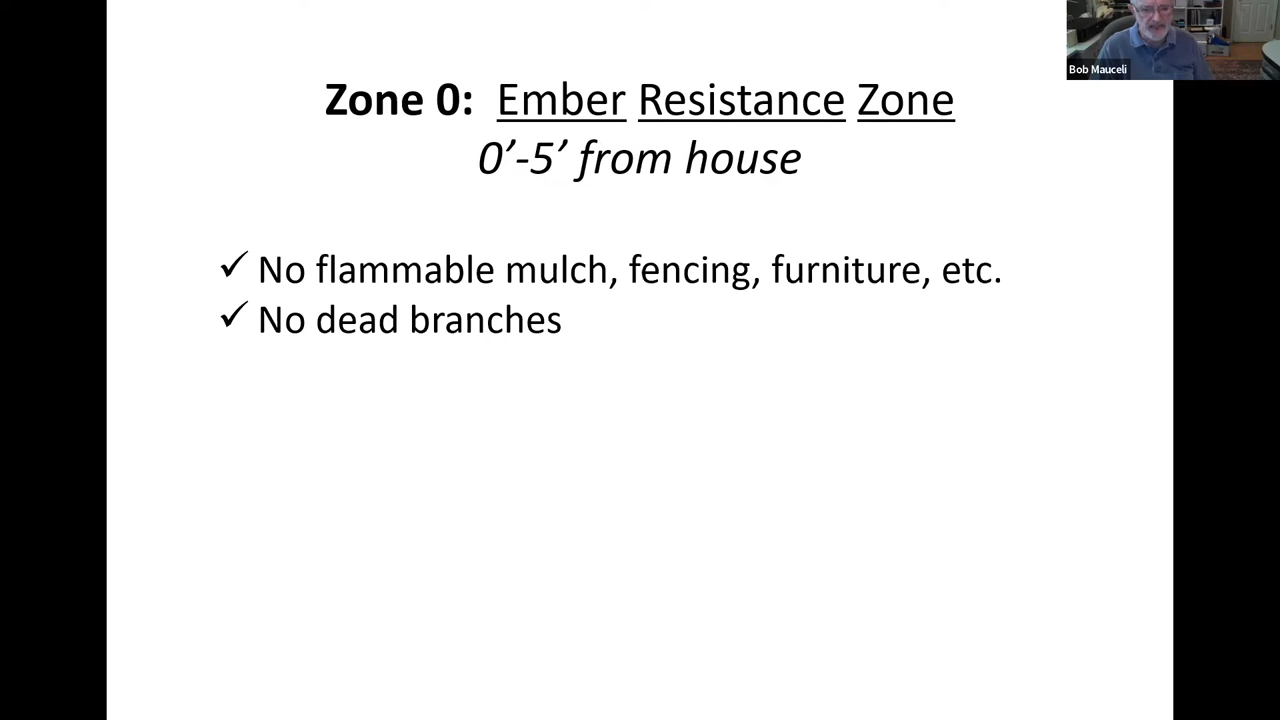 Bob Mauceli
Zone 0: Ember Resistance Zone
0’-5’ from house
✓ No flammable mulch, fencing, furniture, etc.
✓ No dead branches